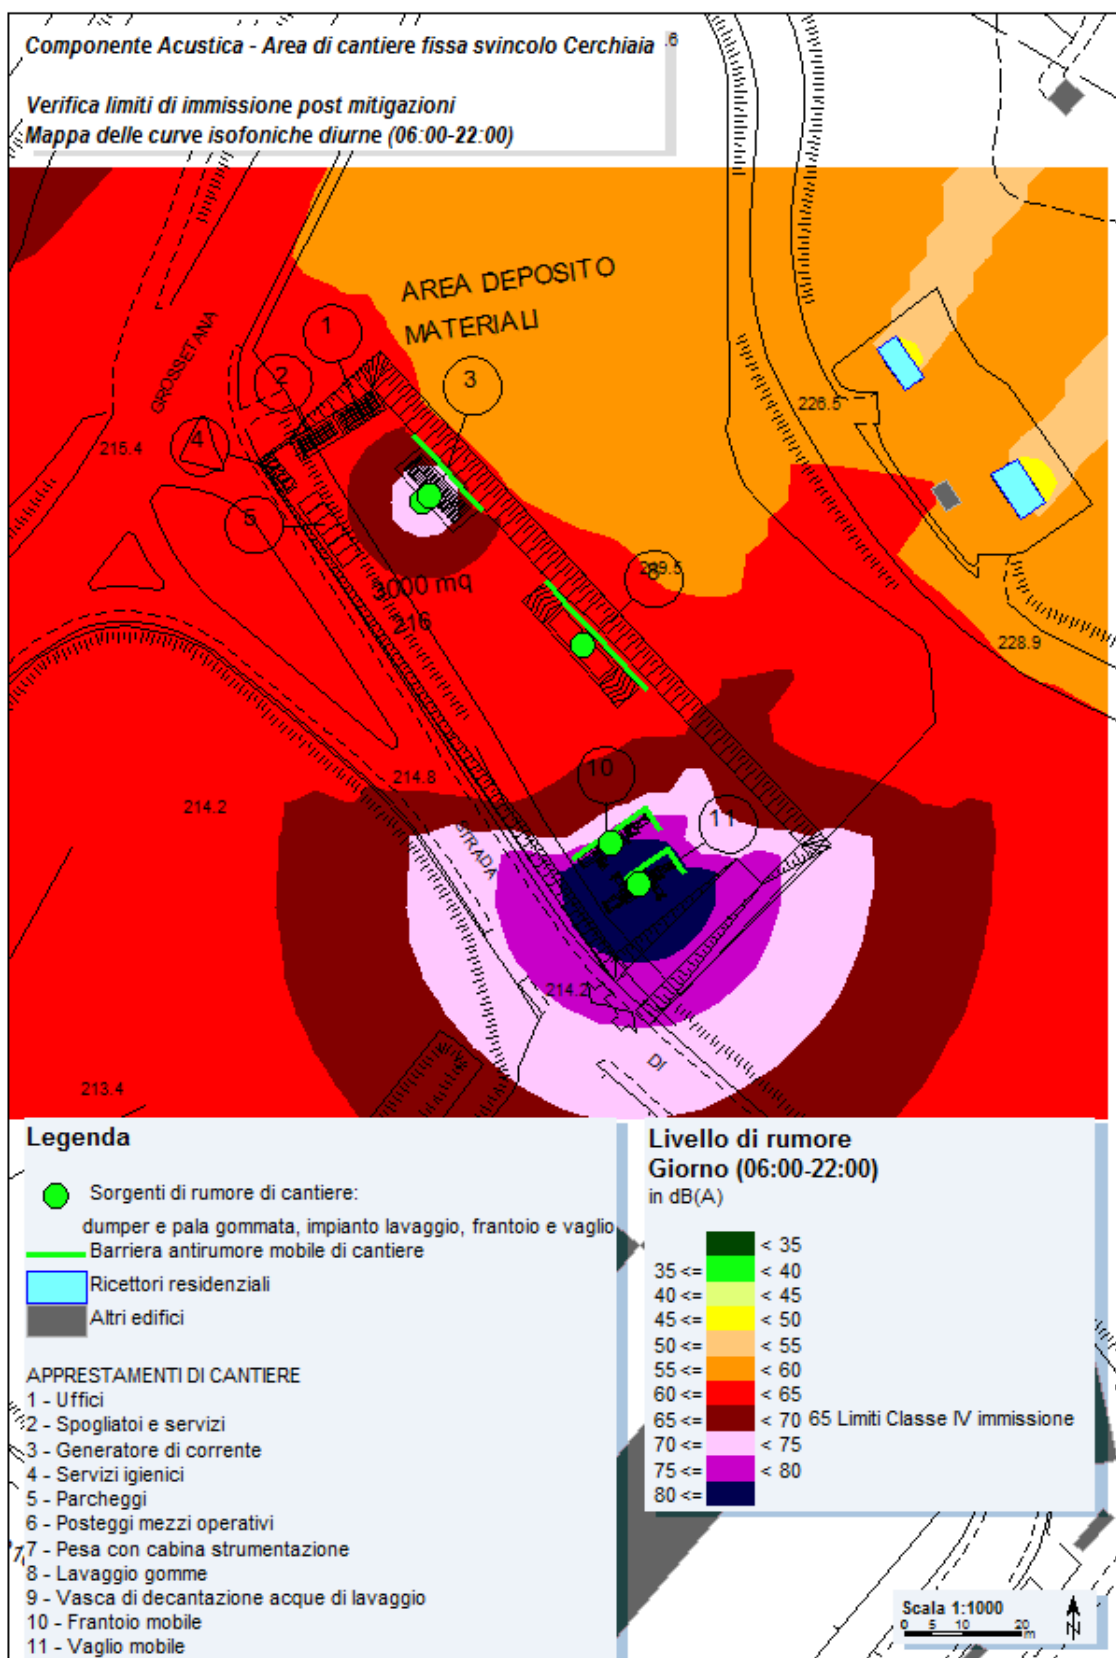 Componente Acustica - Area di cantiere fissa svincolo Cerchiaia
.6
Verifica limiti di immissione post mitigazioni
Mappa delle curve isofoniche diurne (06:00-22:00)
AREA DEPOSITO
MATERIALI
1
2
3
4
5
GROSSETANA
215.4
226.5
8
3000 mq
216
228.9
10
11
214.8
214.2
STRADA
214.2
DI
213.4
Legenda
Sorgenti di rumore di cantiere:
dumper e pala gommata, impianto lavaggio, frantoio e vaglio
Barriera antirumore mobile di cantiere
Ricettori residenziali
Altri edifici
APPRESTAMENTI DI CANTIERE
1 - Uffici
2 - Spogliatoi e servizi
3 - Generatore di corrente
4 - Servizi igienici
5 - Parcheggi
6 - Posteggi mezzi operativi
7 - Pesa con cabina strumentazione
8 - Lavaggio gomme
9 - Vasca di decantazione acque di lavaggio
10 - Frantoio mobile
11 - Vaglio mobile
Livello di rumore
Giorno (06:00-22:00)
in dB(A)
< 35
35 <= < 40
40 <= < 45
45 <= < 50
50 <= < 55
55 <= < 60
60 <= < 65
65 <= < 70 65 Limiti Classe IV immissione
70 <= < 75
75 <= < 80
80 <=
Scala 1:1000
0 5 10 20
m
N